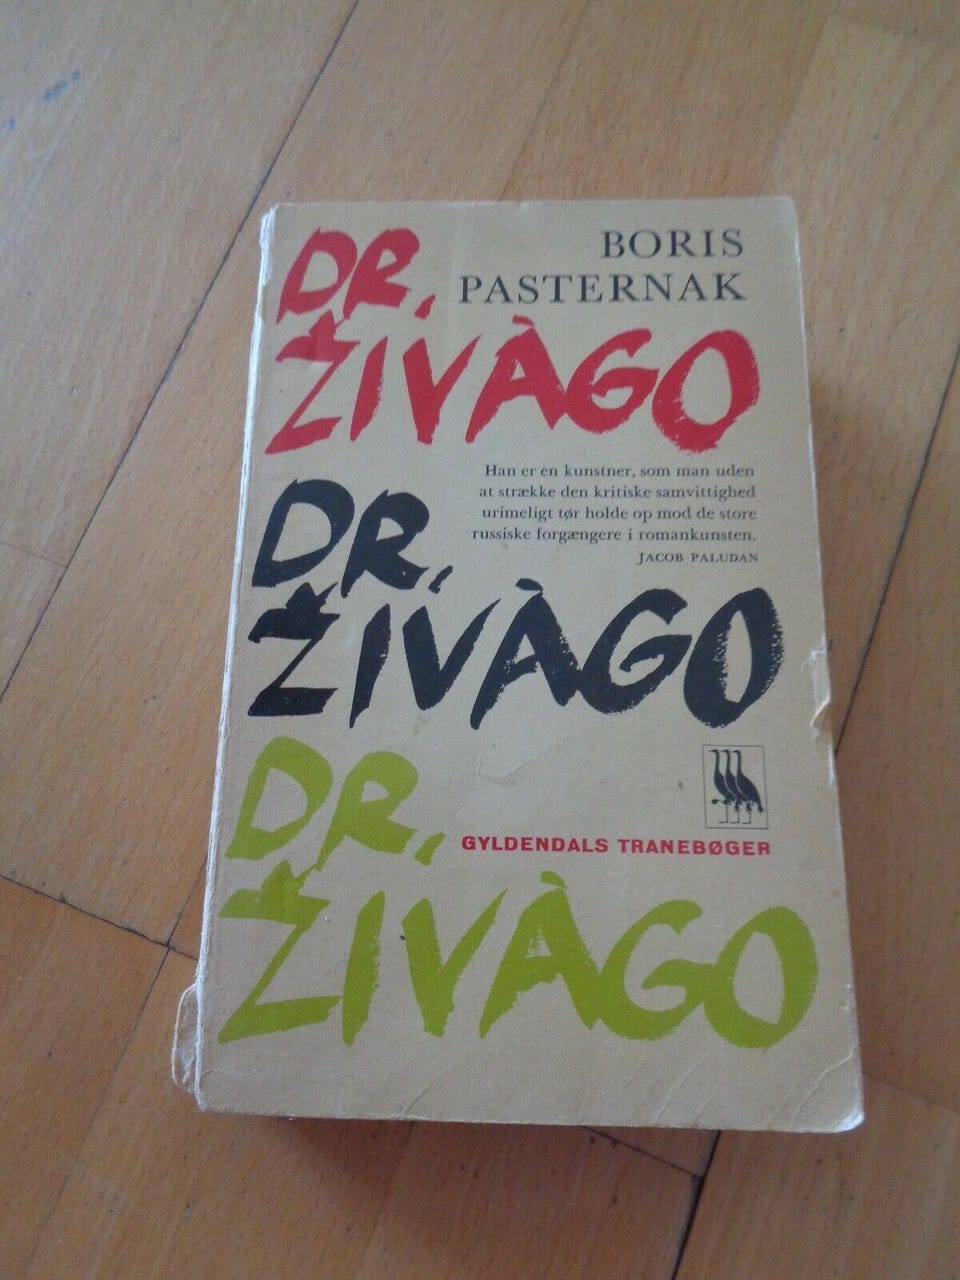 DR.
BORIS
PASTERNAK
ŽIVÀGO
Han er en kunstner, som man uden
at strække den kritiske samvittighed
urimeligt tør holde op mod de store
russiske forgængere i romankunsten.
JACOB PALUDAN
DR.
ŽIVÀGO
DR.
GYLDENDALS TRANEBØGER
ŽIVÀGO